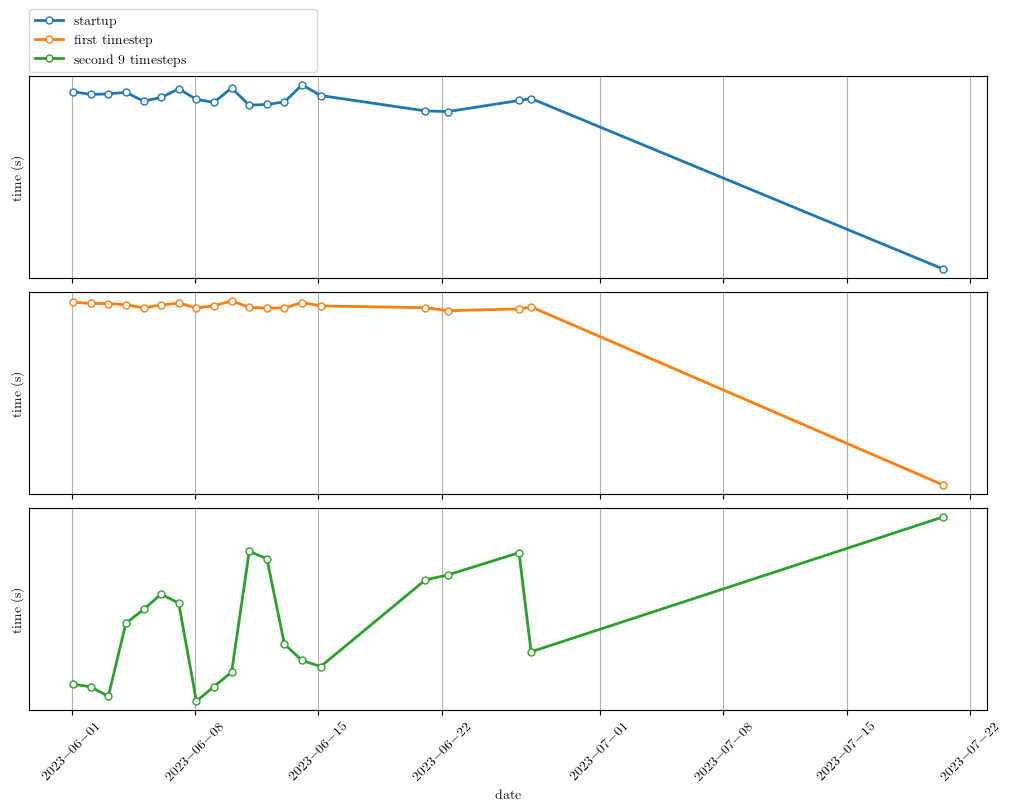 startup
first timestep
second 9 timesteps
time (s)
time (s)
time (s)
2023−06−01
2023−06−08
2023−06−15
2023−06−22
2023−07−01
2023−07−08
2023−07−15
2023−07−22
date